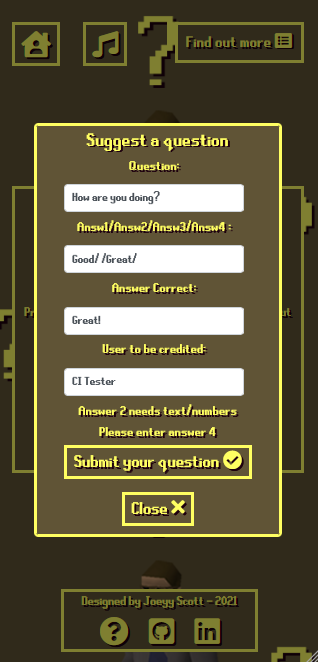 Find out more
Suggest a question
Question:
How are you doing?
Answ1/Answ2/Answ3/Answ4 :
Good/ /Great/
Answer Correct:
Great!
User to be credited:
CI Tester
Answer 2 needs text/numbers
Please enter answer 4
Submit your question
Close
Designed by Joeyy Scott - 2021